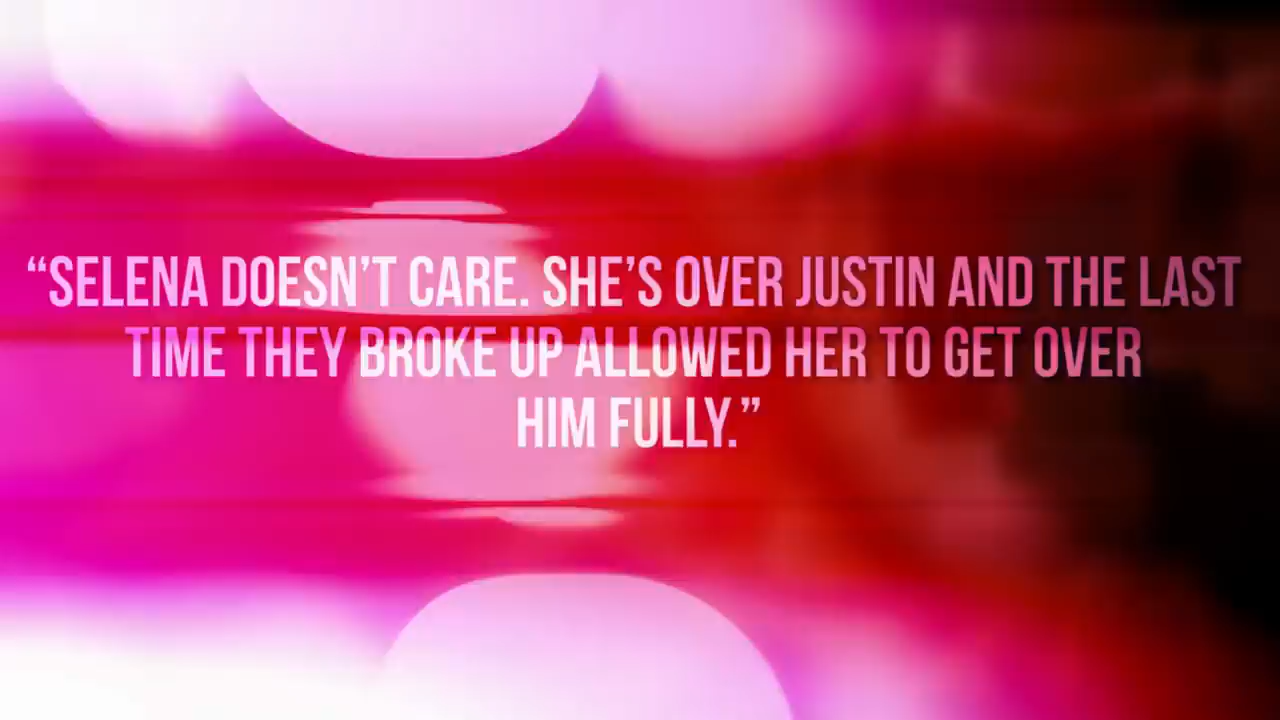 “SELENA DOESN’T CARE. SHE’S OVER JUSTIN AND THE LAST
TIME THEY BROKE UP ALLOWED HER TO GET OVER
HIM FULLY.”